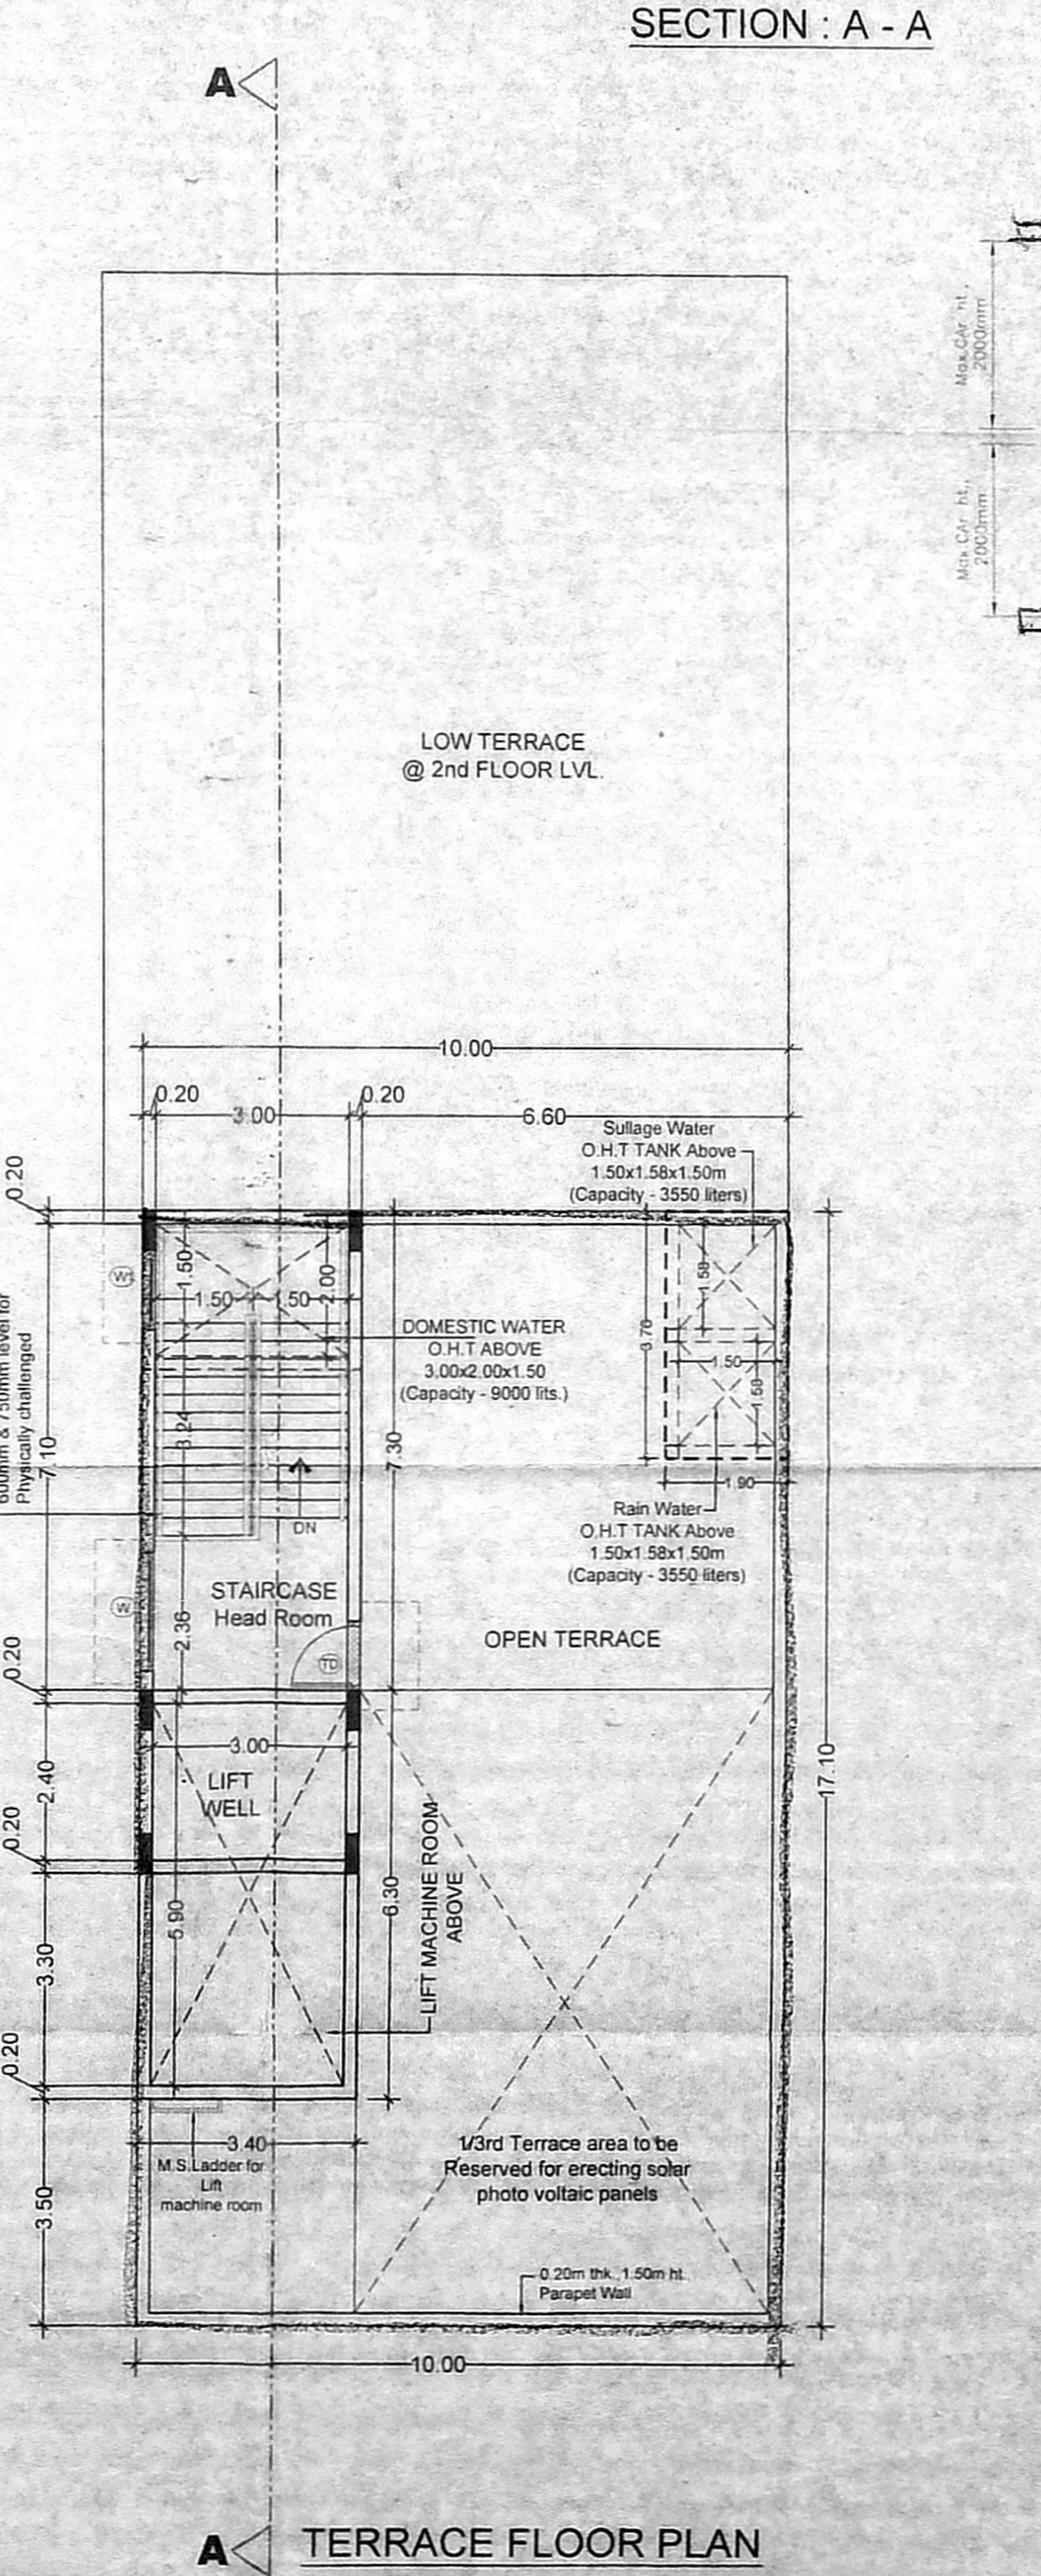 SECTION : A - A
A
Max.CAr ht.,
2000mm
Max.CAr ht.,
2000mm
LOW TERRACE
@ 2nd FLOOR LVL.
10.00
0.20
3.00
0.20
6.60
Sullage Water
O.H.T TANK Above
1.50x1.58x1.50m
(Capacity - 3550 liters)
0.20
W1
1.50
1.50
1.50
2.00
DOMESTIC WATER
O.H.T ABOVE
3.00x2.00x1.50
(Capacity - 9000 lits.)
1.58
3.70
1.50
1.58
1.90
600mm & 750mm level for
Physically challenged
7.10
3.24
7.30
DN
Rain Water
O.H.T TANK Above
1.50x1.58x1.50m
(Capacity - 3550 liters)
W
STAIRCASE
Head Room
2.36
TD
OPEN TERRACE
0.20
3.00
LIFT
WELL
2.40
17.10
0.20
LIFT MACHINE ROOM
ABOVE
5.90
6.30
3.30
0.20
3.40
M.S.Ladder for
Lift
machine room
1/3rd Terrace area to be
Reserved for erecting solar
photo voltaic panels
3.50
0.20m thk.,1.50m ht.
Parapet Wall
10.00
A
TERRACE FLOOR PLAN